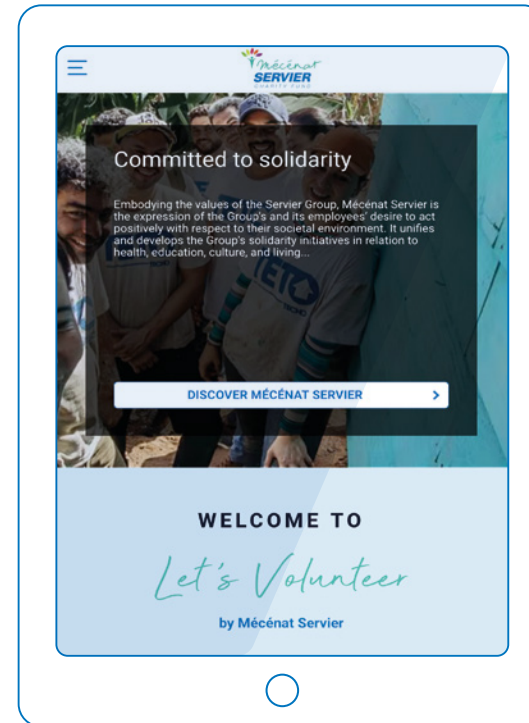 Mécénat
SERVIER
CHARITY FUND
Committed to solidarity
Embodying the values of the Servier Group, Mécénat Servier is
the expression of the Group's and its employees' desire to act
positively with respect to their societal environment. It unifies
and develops the Group's solidarity initiatives in relation to
health, education, culture, and living...
TETO
DISCOVER MÉCÉNAT SERVIER
WELCOME TO
Let's Volunteer
by Mécénat Servier